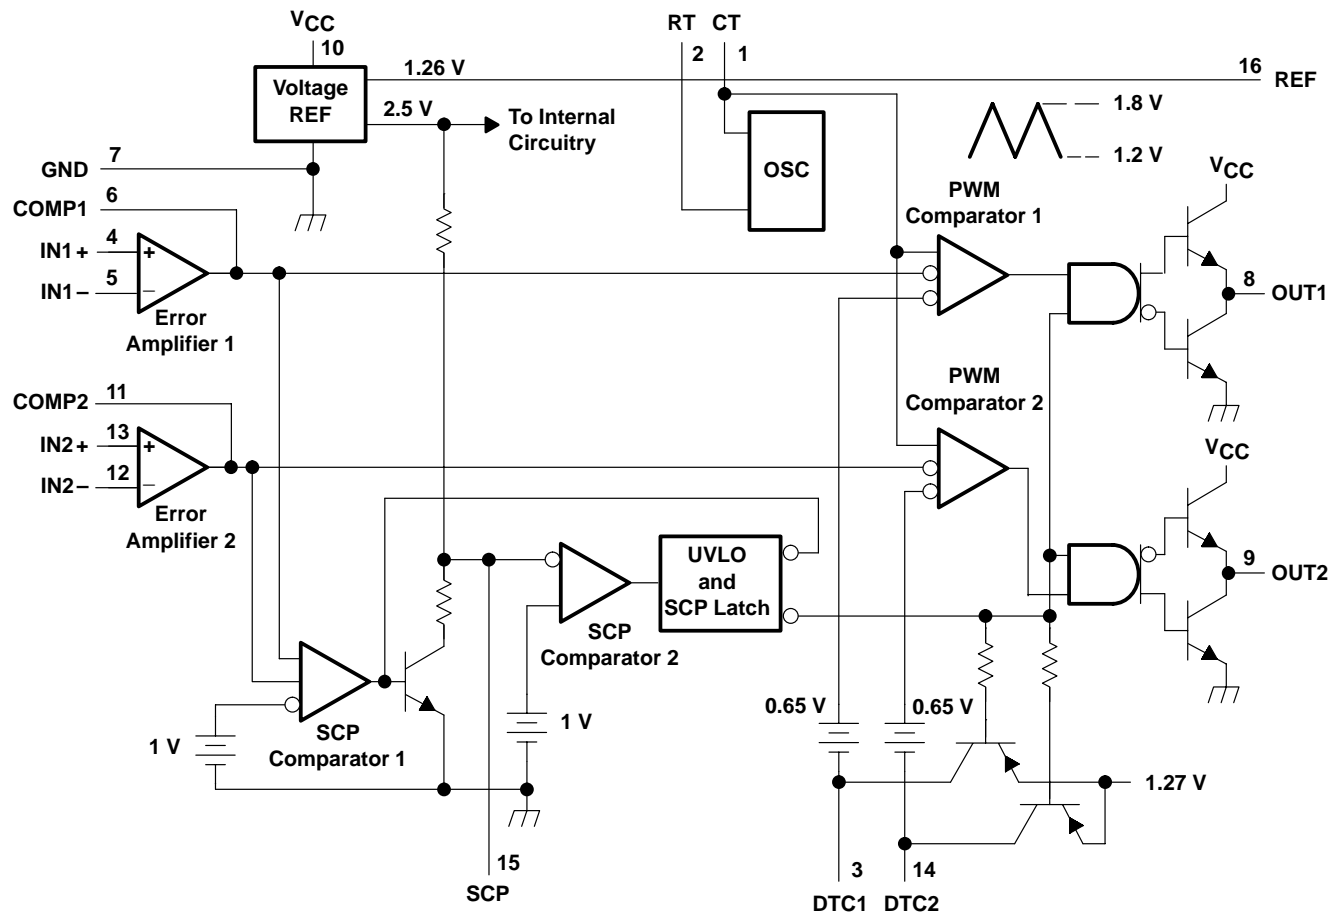 VCC
10
RT
2
CT
1
1.26 V
16
REF
Voltage
REF
2.5 V
To Internal
Circuitry
1.8 V
1.2 V
OSC
GND
7
COMP1
6
IN1+
4
+
IN1−
5
−
Error
Amplifier 1
PWM
Comparator 1
VCC
8
OUT1
COMP2
11
IN2+
13
+
IN2−
12
−
Error
Amplifier 2
PWM
Comparator 2
VCC
9
OUT2
UVLO
and
SCP Latch
SCP
Comparator 2
1 V
SCP
Comparator 1
1 V
0.65 V
0.65 V
1.27 V
15
SCP
3
DTC1
14
DTC2